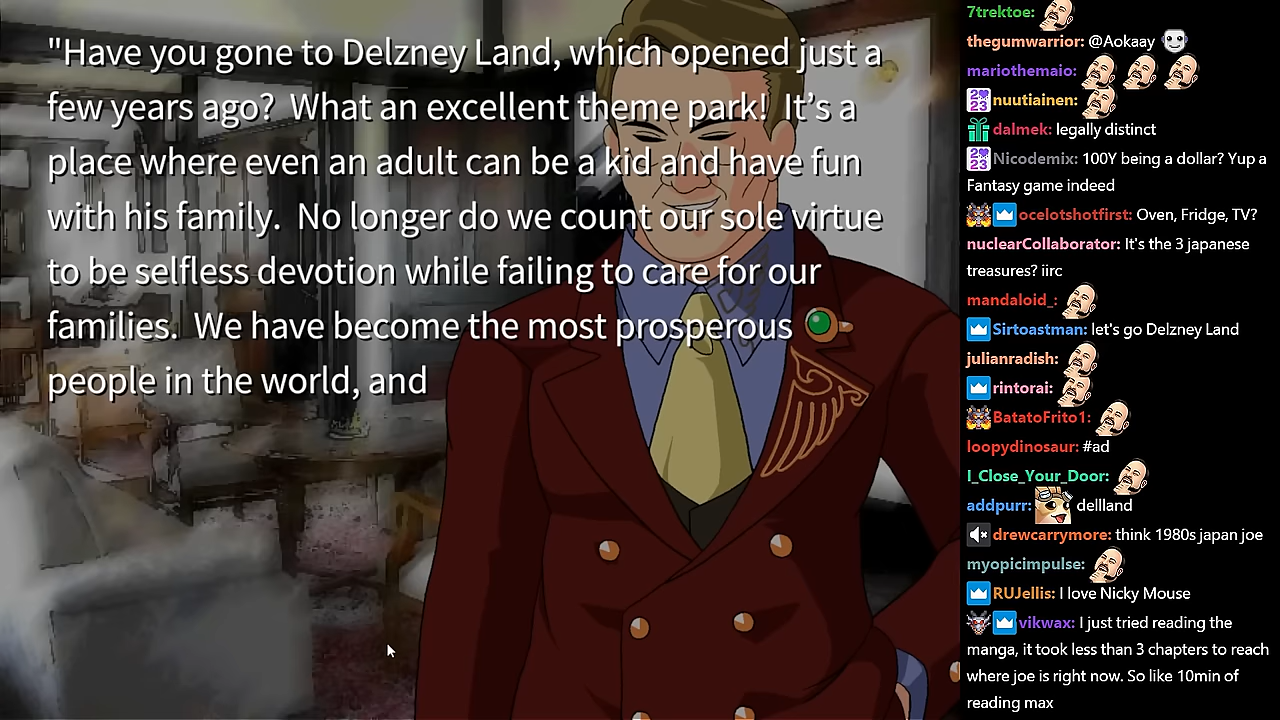 "Have you gone to Delzney Land, which opened just a
few years ago?  What an excellent theme park!  It’s a
place where even an adult can be a kid and have fun
with his family.  No longer do we count our sole virtue
to be selfless devotion while failing to care for our
families.  We have become the most prosperous
people in the world, and
7trektoe:
thegumwarrior: @Aokaay
mariothemaio:
nuutiainen:
dalmek: legally distinct
Nicodemix: 100Y being a dollar? Yup a
Fantasy game indeed
ocelotshotfirst: Oven, Fridge, TV?
nuclearCollaborator: It's the 3 japanese
treasures? iirc
mandaloid_:
Sirtoastman: let's go Delzney Land
julianradish:
rintorai:
BatatoFrito1:
loopydinosaur: #ad
I_Close_Your_Door:
addpurr: dellland
drewcarrymore: think 1980s japan joe
myopicimpulse:
RUJellis: I love Nicky Mouse
vikwax: I just tried reading the
manga, it took less than 3 chapters to reach
where joe is right now. So like 10min of
reading max